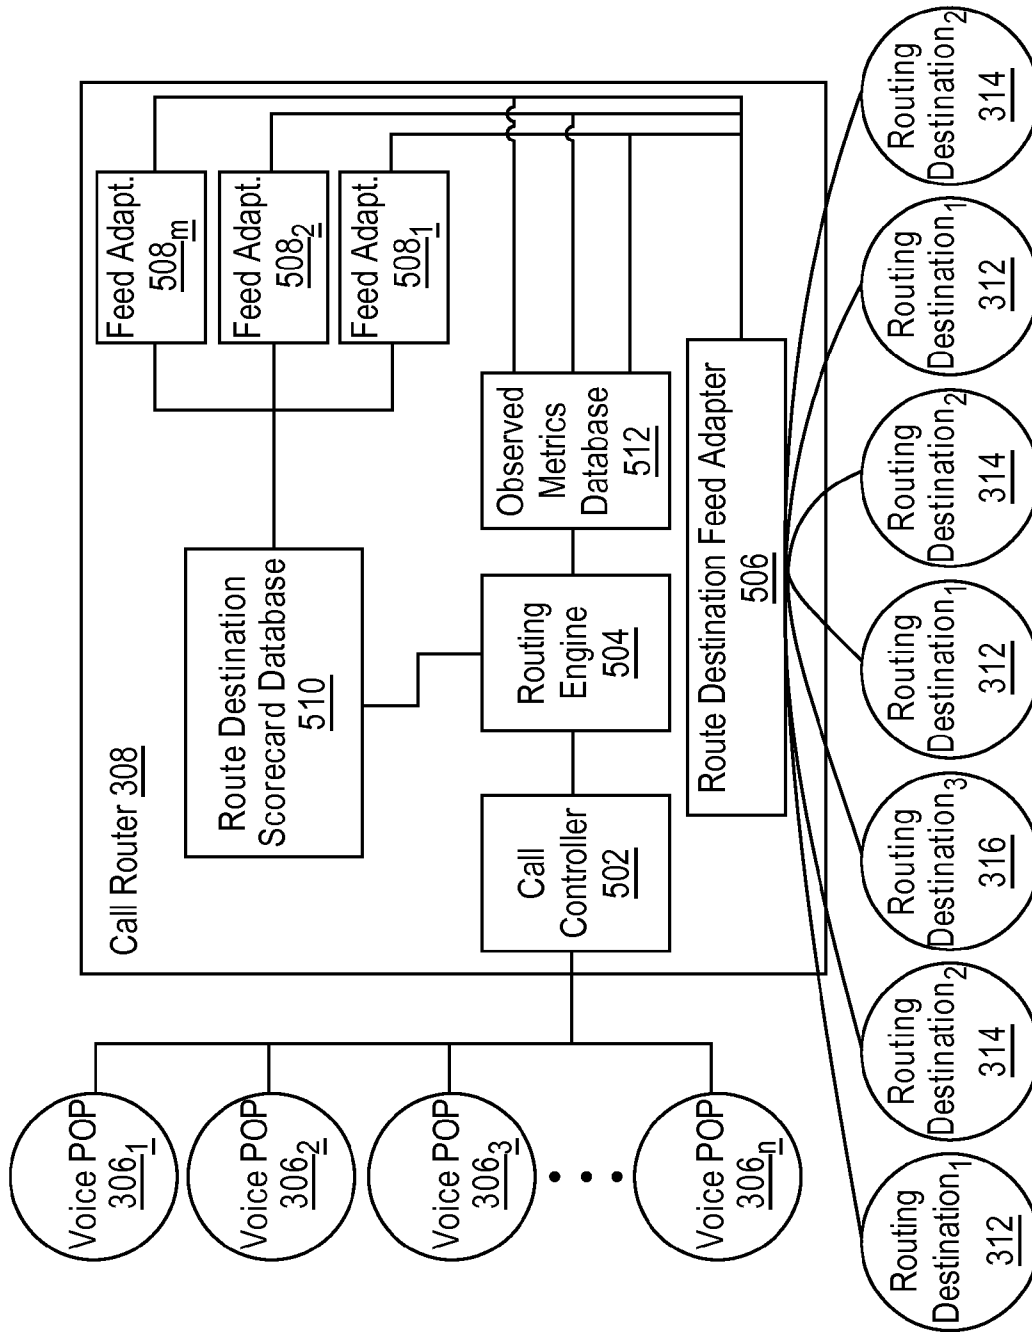 Call Router 308
Voice POP
306₁
Voice POP
306₂
Voice POP
306₃
Voice POP
306ₙ
Route Destination
Scorecard Database
510
Feed Adapt.
508ₘ
Feed Adapt.
508₂
Feed Adapt.
508₁
Call
Controller
502
Routing
Engine
504
Observed
Metrics
Database
512
Route Destination Feed Adapter
506
Routing
Destination₁
312
Routing
Destination₂
314
Routing
Destination₃
316
Routing
Destination₁
312
Routing
Destination₂
314
Routing
Destination₁
312
Routing
Destination₂
314